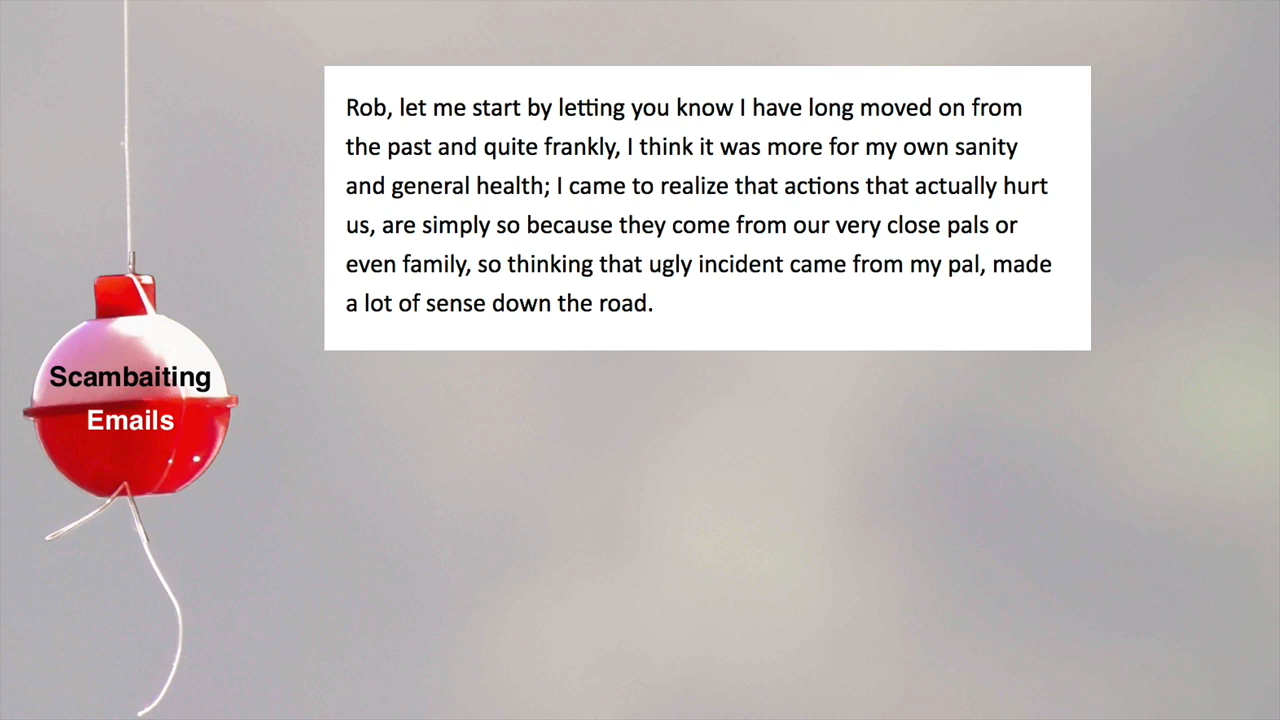 Rob, let me start by letting you know I have long moved on from
the past and quite frankly, I think it was more for my own sanity
and general health; I came to realize that actions that actually hurt
us, are simply so because they come from our very close pals or
even family, so thinking that ugly incident came from my pal, made
a lot of sense down the road.
Scambaiting
Emails